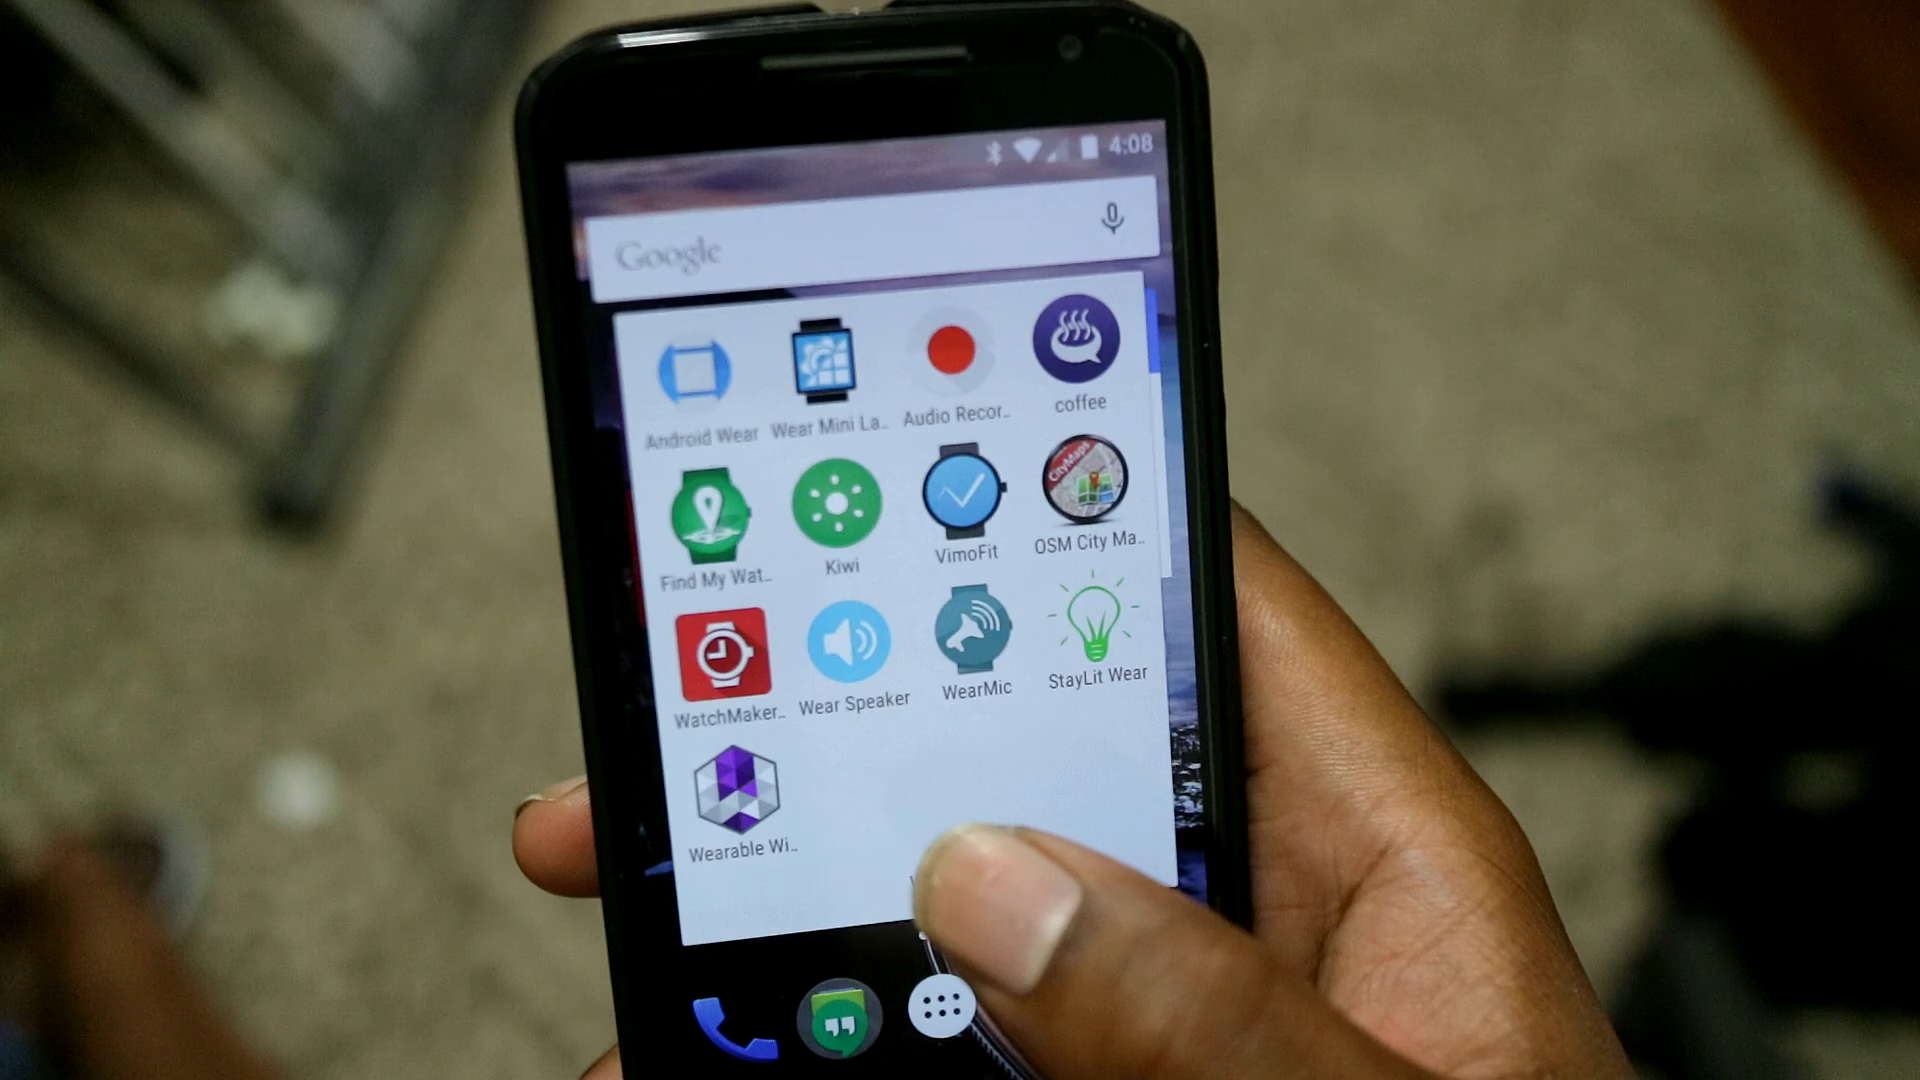 4:08
Google
Android Wear
Wear Mini La..
Audio Recor..
coffee
CityMaps
Find My Wat..
Kiwi
VimoFit
OSM City Ma..
WatchMaker..
Wear Speaker
WearMic
StayLit Wear
Wearable Wi..